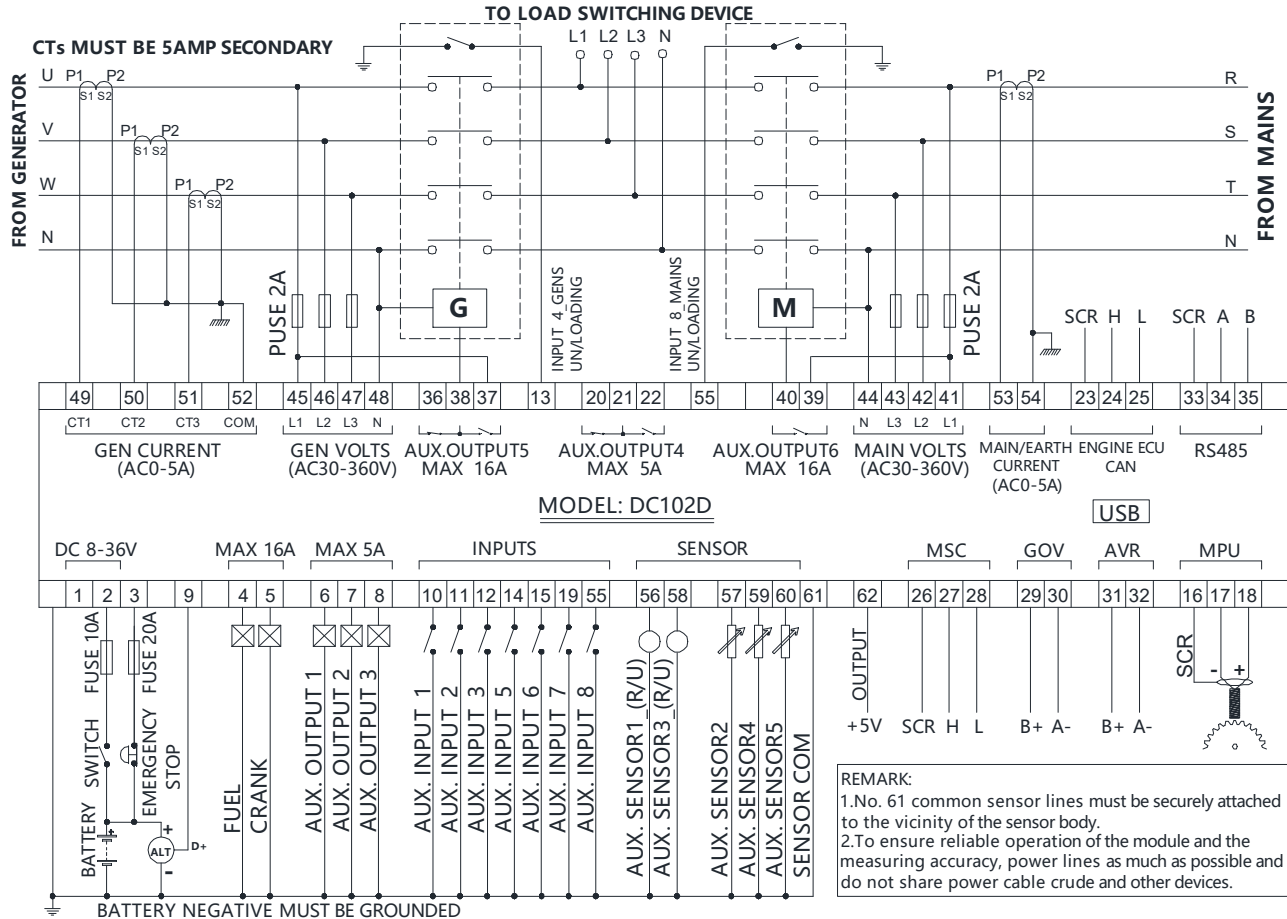 TO LOAD SWITCHING DEVICE
CTs MUST BE 5AMP SECONDARY
L1 L2 L3 N
FROM GENERATOR
U P1 P2
S1 S2
V P1 P2
S1 S2
W P1 P2
S1 S2
N
P1 P2
S1 S2
R
S
T
N
FROM MAINS
PUSE 2A
G
INPUT 4_GENS
UN/LOADING
INPUT 8_MAINS
UN/LOADING
M
PUSE 2A
SCR H L
SCR A B
49 50 51 52 45 46 47 48 36 38 37 13 20 21 22 55 40 39 44 43 42 41 53 54 23 24 25 33 34 35
CT1 CT2 CT3 COM L1 L2 L3 N N L3 L2 L1
GEN CURRENT
(AC0-5A)
GEN VOLTS
(AC30-360V)
AUX.OUTPUT5
MAX 16A
AUX.OUTPUT4
MAX 5A
AUX.OUTPUT6
MAX 16A
MAIN VOLTS
(AC30-360V)
MAIN/EARTH
CURRENT
(AC0-5A)
ENGINE ECU
CAN
RS485
MODEL: DC102D
USB
DC 8-36V MAX 16A MAX 5A INPUTS SENSOR MSC GOV AVR MPU
1 2 3 9 4 5 6 7 8 10 11 12 14 15 19 55 56 58 57 59 60 61 62 26 27 28 29 30 31 32 16 17 18
FUSE 10A
FUSE 20A
SWITCH
EMERGENCY
STOP
BATTERY
+
-
ALT
+
-
D+
FUEL
CRANK
AUX. OUTPUT 1
AUX. OUTPUT 2
AUX. OUTPUT 3
AUX. INPUT 1
AUX. INPUT 2
AUX. INPUT 3
AUX. INPUT 5
AUX. INPUT 6
AUX. INPUT 7
AUX. INPUT 8
AUX. SENSOR1_(R/U)
AUX. SENSOR3_(R/U)
AUX. SENSOR2
AUX. SENSOR4
AUX. SENSOR5
SENSOR COM
OUTPUT
+5V
SCR H L
B+ A-
B+ A-
SCR
- +
REMARK:
1.No. 61 common sensor lines must be securely attached
to the vicinity of the sensor body.
2.To ensure reliable operation of the module and the
measuring accuracy, power lines as much as possible and
do not share power cable crude and other devices.
BATTERY NEGATIVE MUST BE GROUNDED